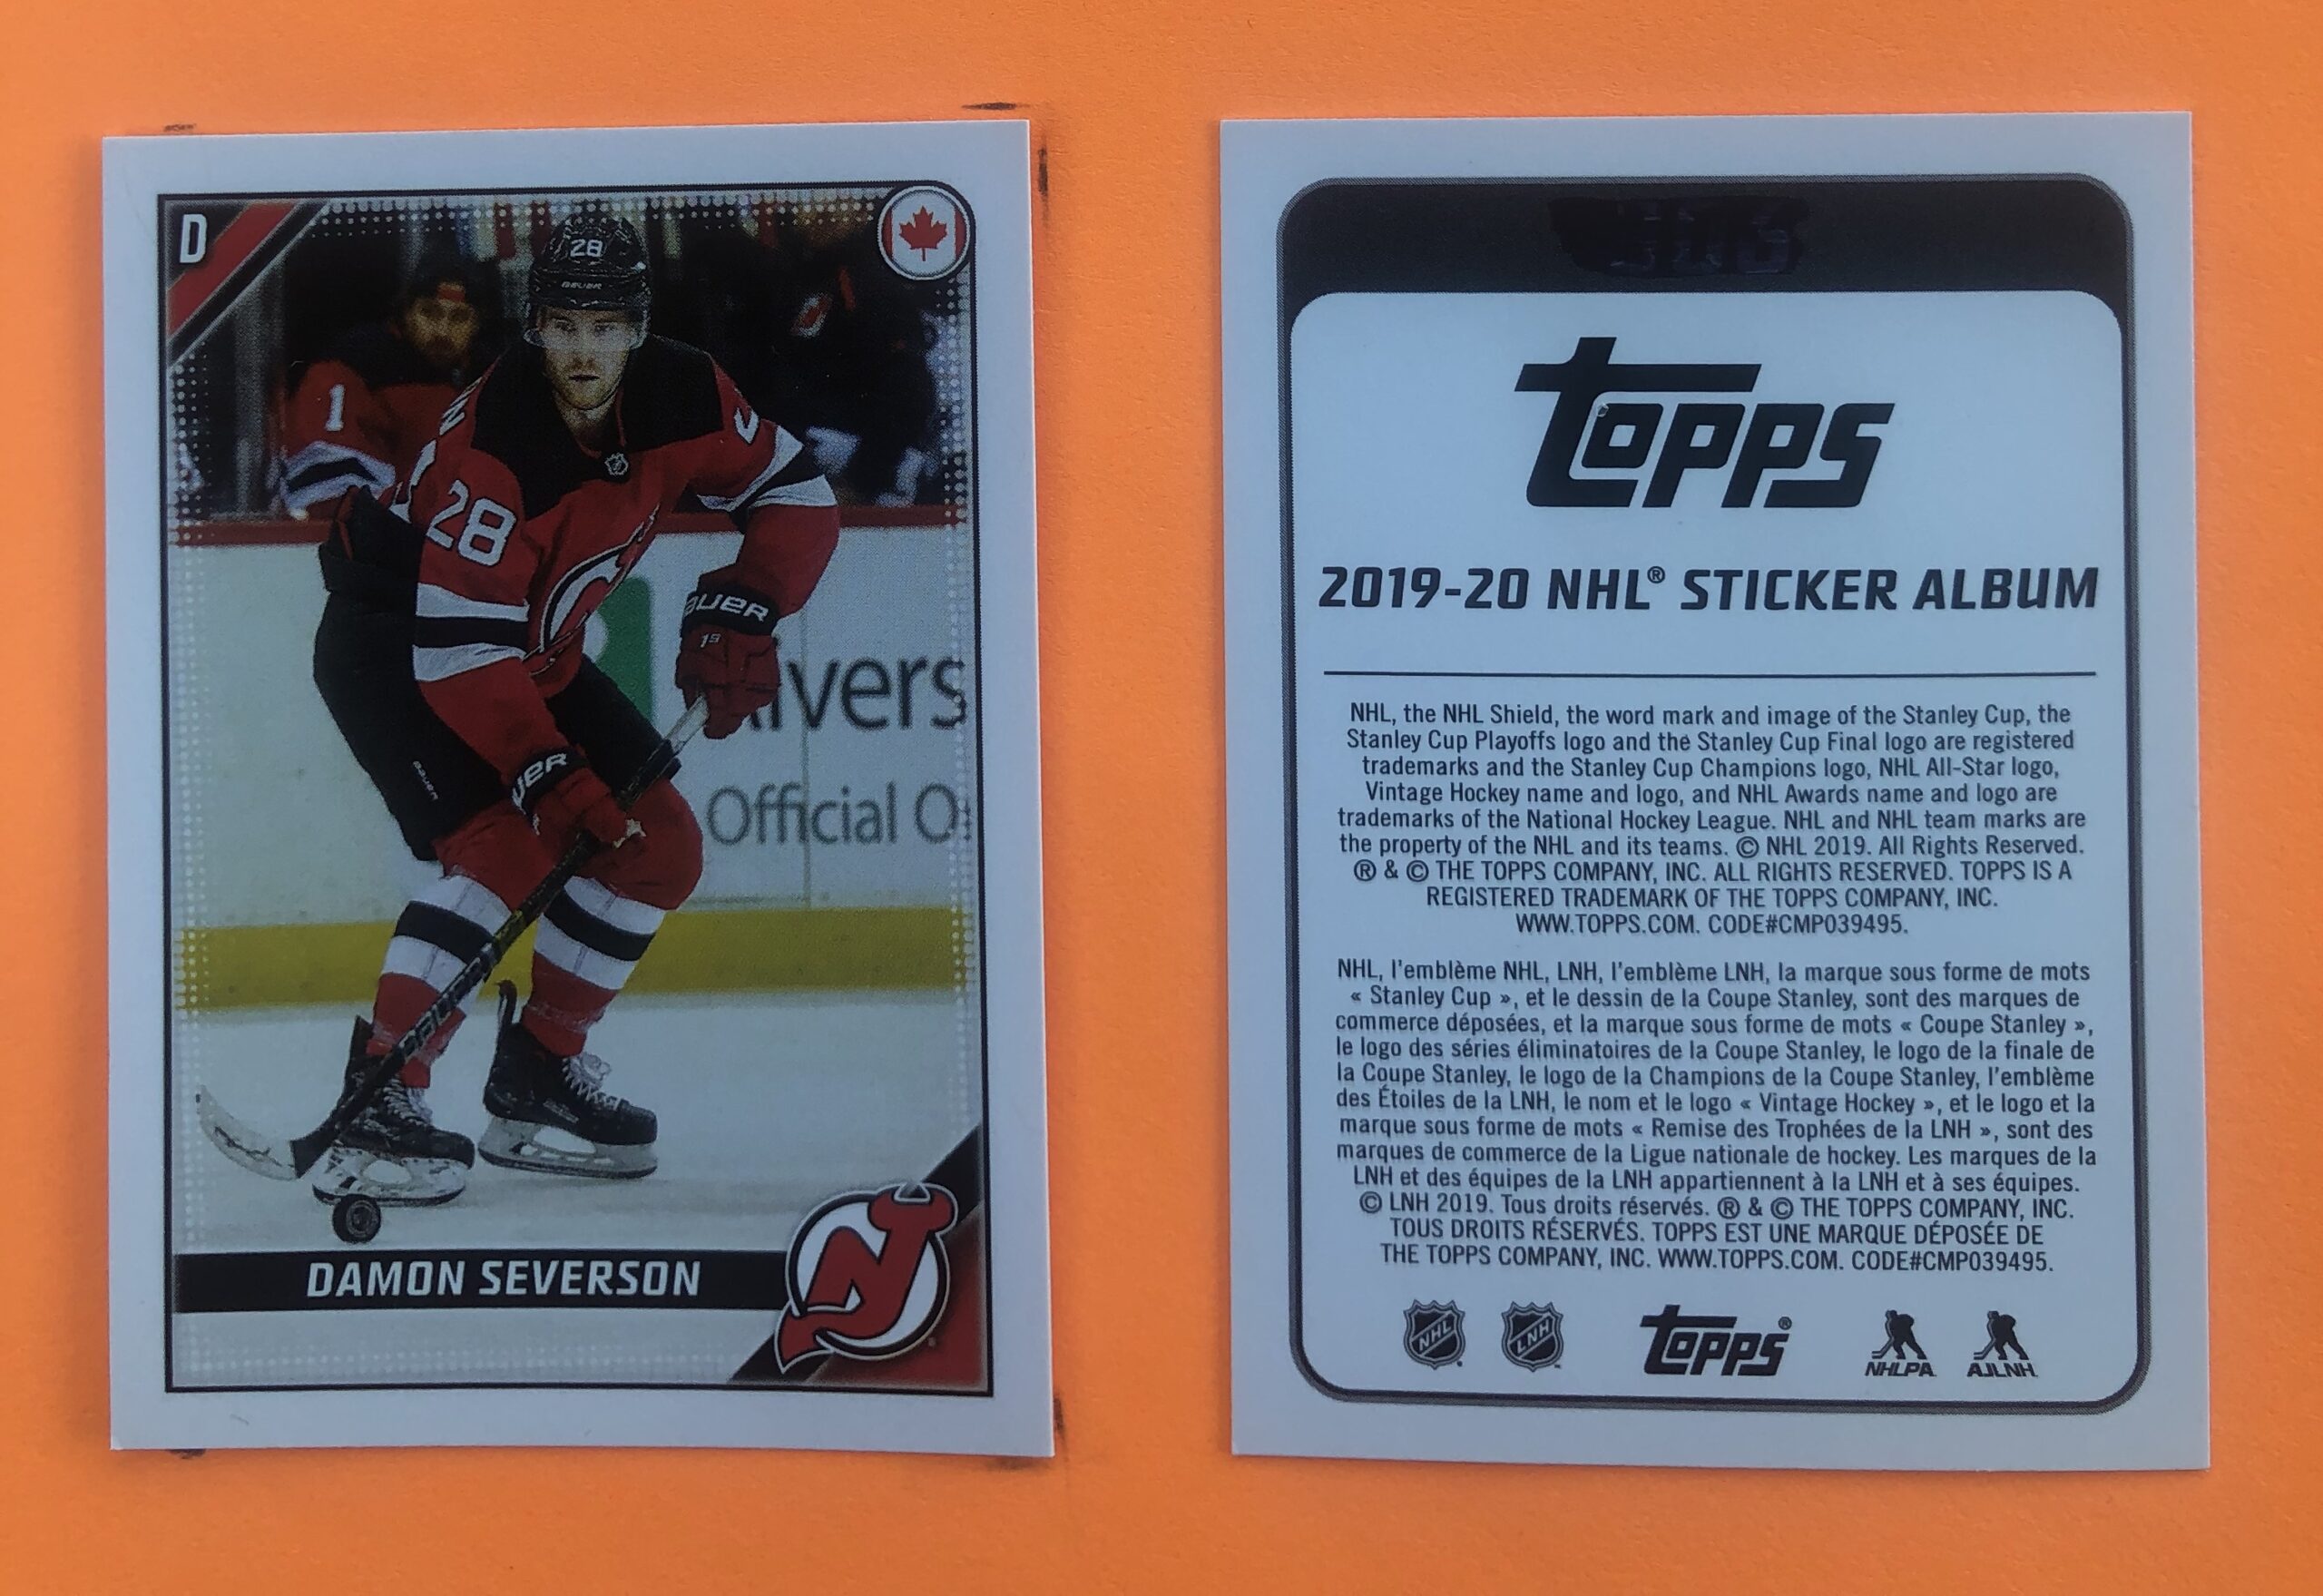 D
28
BAUER
1
28
BAUER
1S
ivers
BAUER
Official O
DAMON SEVERSON
NJ
topps
2019-20 NHL® STICKER ALBUM
NHL, the NHL Shield, the word mark and image of the Stanley Cup, the
Stanley Cup Playoffs logo and the Stanley Cup Final logo are registered
trademarks and the Stanley Cup Champions logo, NHL All-Star logo,
Vintage Hockey name and logo, and NHL Awards name and logo are
trademarks of the National Hockey League. NHL and NHL team marks are
the property of the NHL and its teams. © NHL 2019. All Rights Reserved.
® & © THE TOPPS COMPANY, INC. ALL RIGHTS RESERVED. TOPPS IS A
REGISTERED TRADEMARK OF THE TOPPS COMPANY, INC.
WWW.TOPPS.COM. CODE#CMP039495.
NHL, l'emblème NHL, LNH, l'emblème LNH, la marque sous forme de mots
« Stanley Cup », et le dessin de la Coupe Stanley, sont des marques de
commerce déposées, et la marque sous forme de mots « Coupe Stanley »,
le logo des séries éliminatoires de la Coupe Stanley, le logo de la finale de
la Coupe Stanley, le logo de la Champions de la Coupe Stanley, l'emblème
des Étoiles de la LNH, le nom et le logo « Vintage Hockey », et le logo et la
marque sous forme de mots « Remise des Trophées de la LNH », sont des
marques de commerce de la Ligue nationale de hockey. Les marques de la
LNH et des équipes de la LNH appartiennent à la LNH et à ses équipes.
© LNH 2019. Tous droits réservés. ® & © THE TOPPS COMPANY, INC.
TOUS DROITS RÉSERVÉS. TOPPS EST UNE MARQUE DÉPOSÉE DE
THE TOPPS COMPANY, INC. WWW.TOPPS.COM. CODE#CMP039495.
NHL LNH topps® NHLPA AJLNH